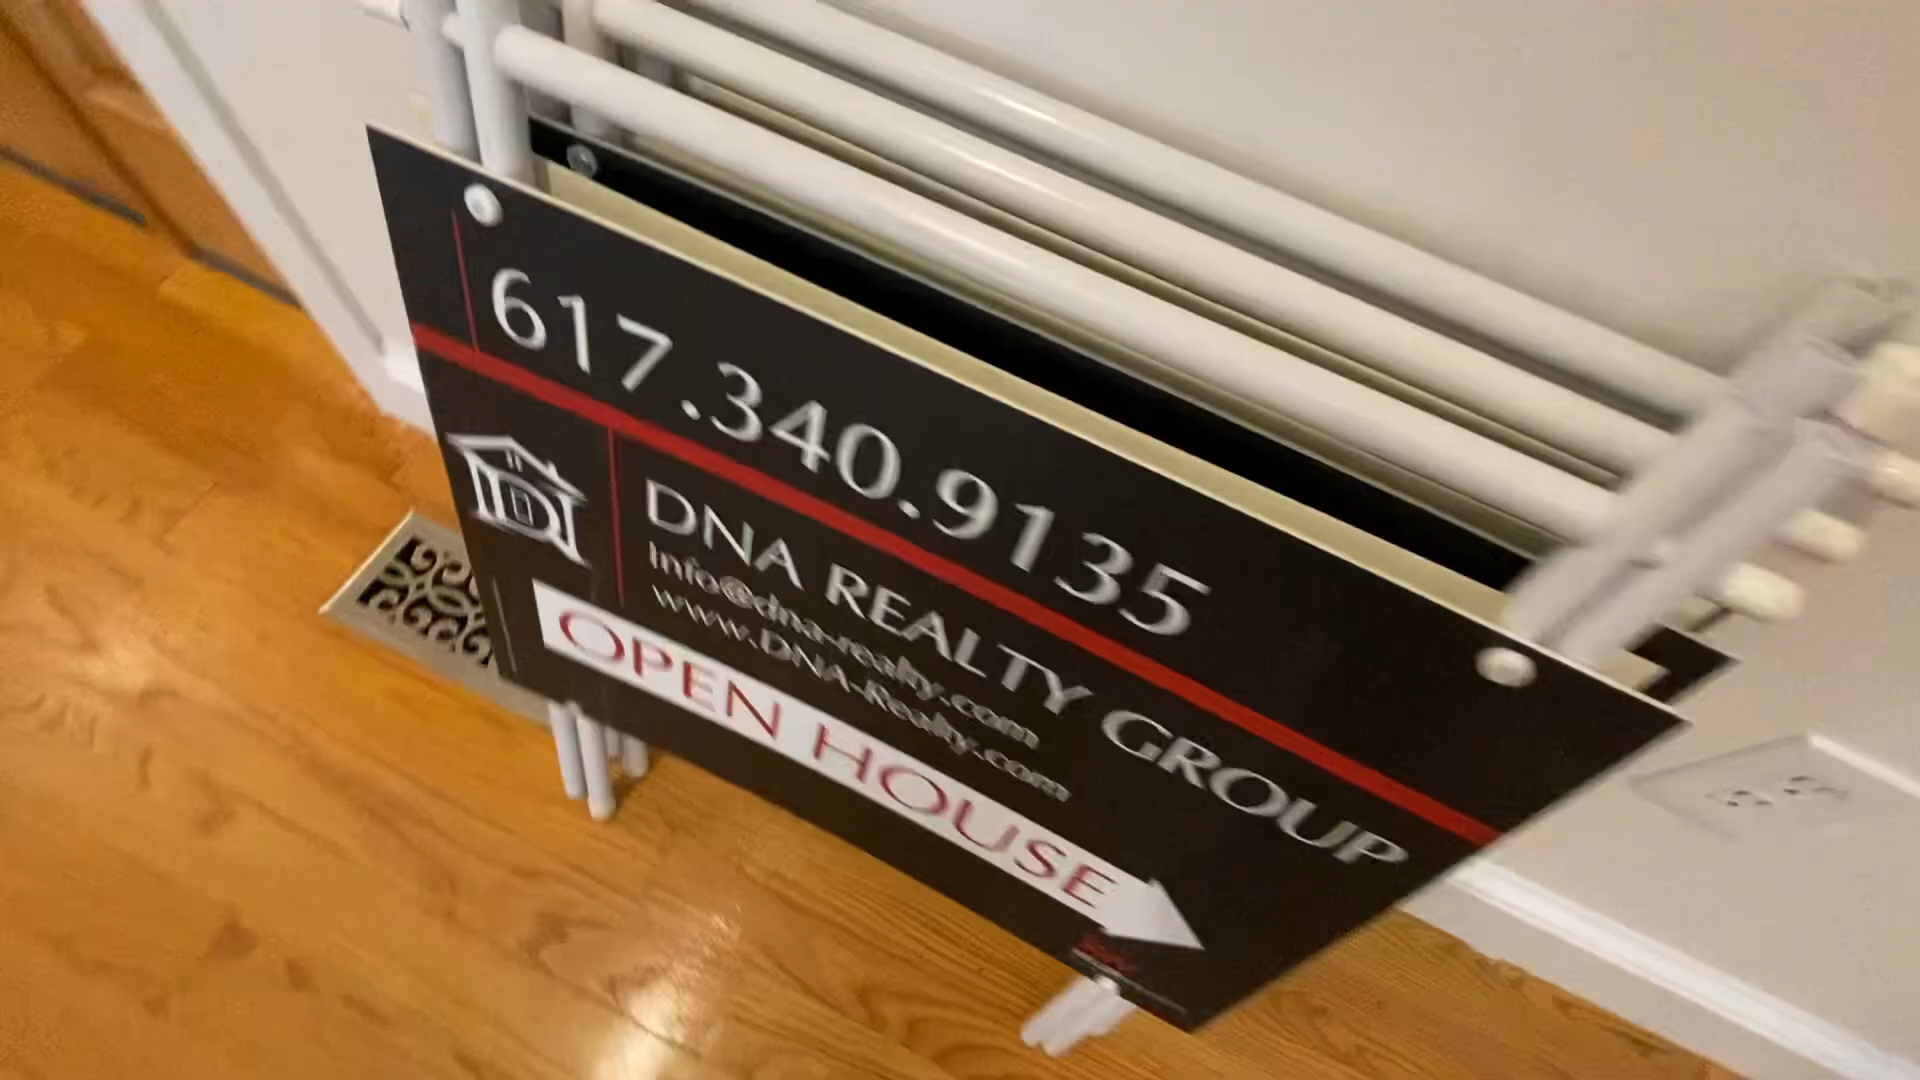 617.340.9135
DNA REALTY GROUP
Info@dna-realty.com
www.DNA-Realty.com
OPEN HOUSE